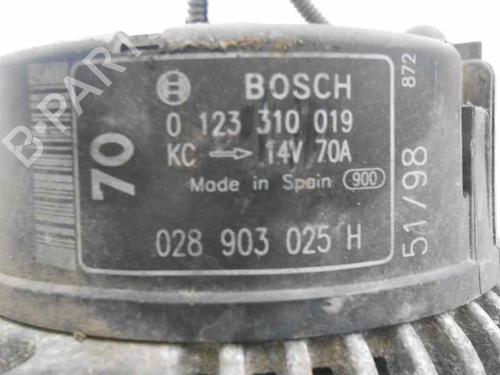 BOSCH
0 123 310 019
KC → 14V 70A
Made in Spain 900
028 903 025 H
70
872
51/98
B-PARTS